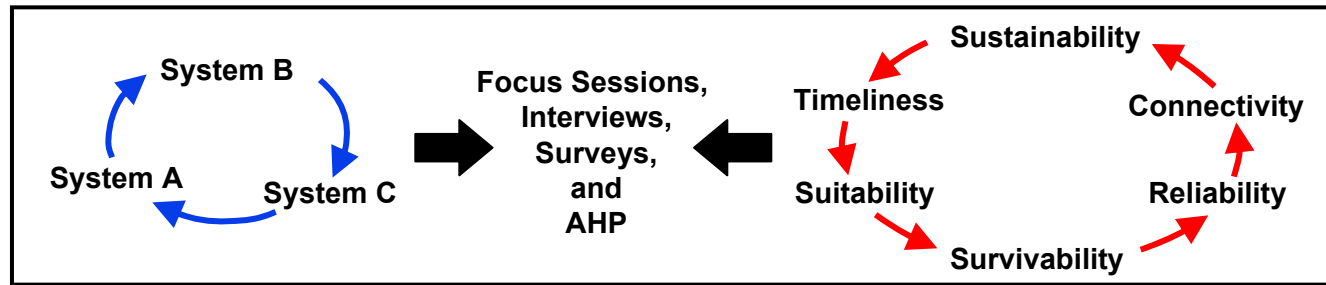 System B
System A
System C
Focus Sessions,
Interviews,
Surveys,
and
AHP
Sustainability
Timeliness
Connectivity
Suitability
Reliability
Survivability